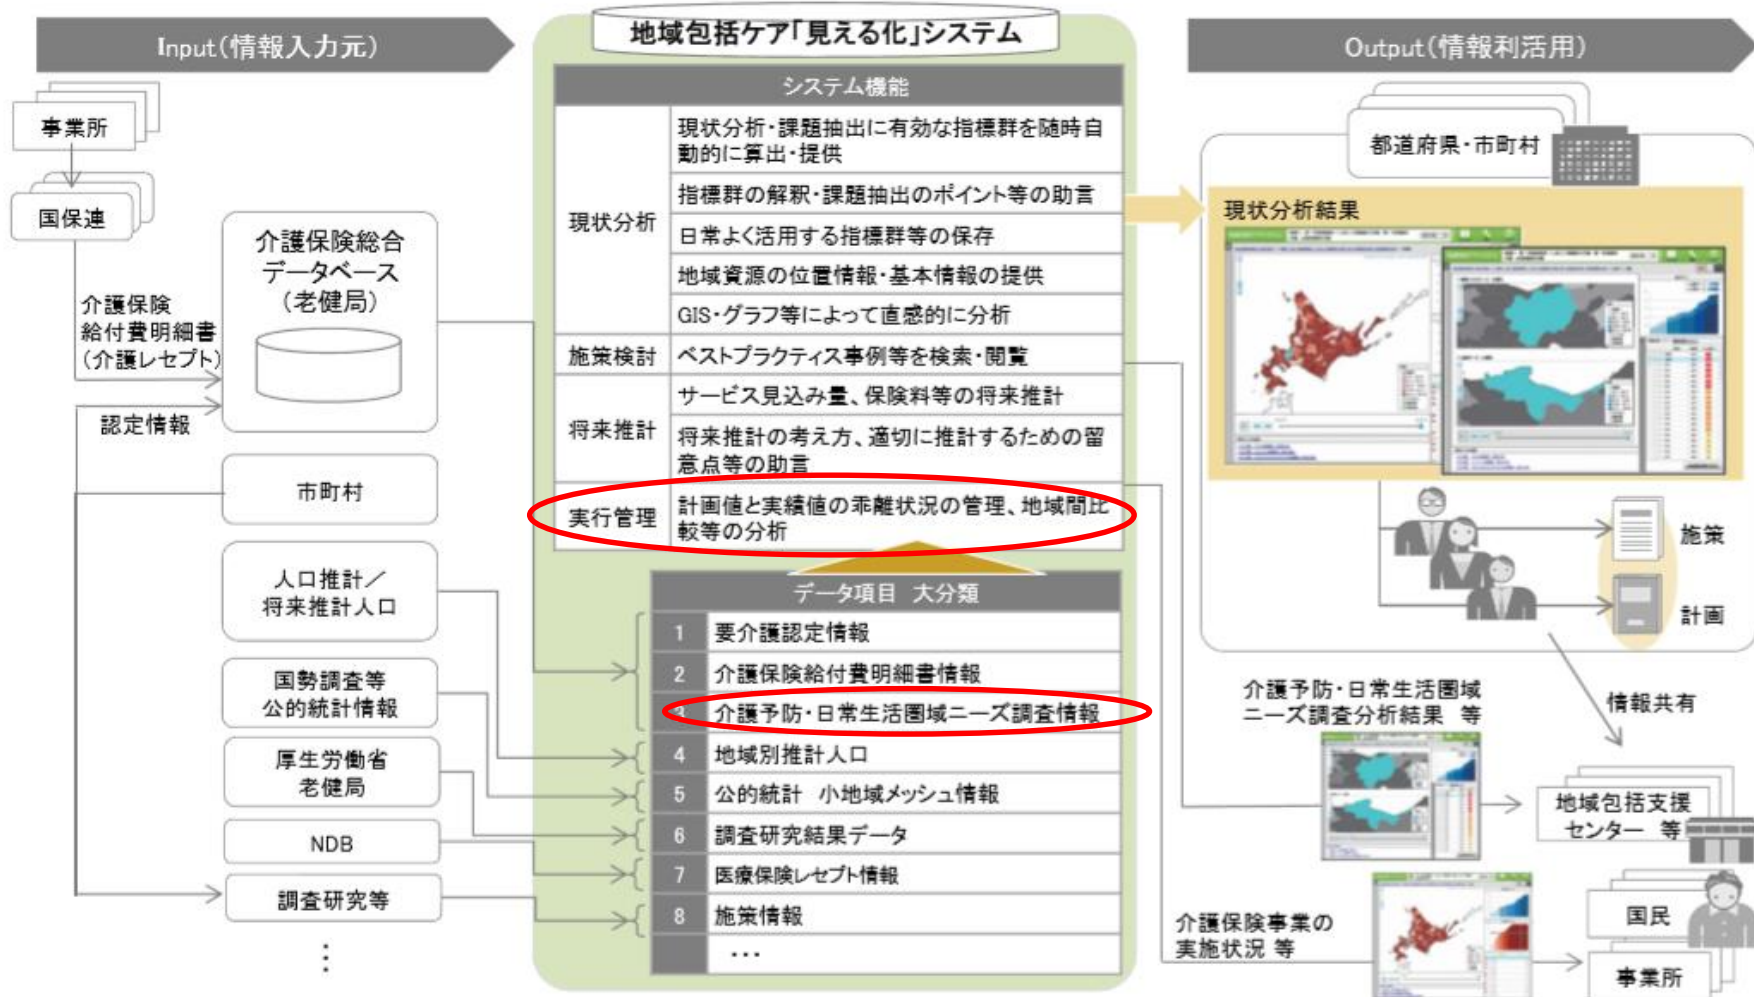 Input(情報入力元)
事業所
国保連
介護保険
給付費明細書
(介護レセプト)
認定情報
介護保険総合
データベース
(老健局)
市町村
人口推計／
将来推計人口
国勢調査等
公的統計情報
厚生労働省
老健局
NDB
調査研究等
⋮
地域包括ケア「見える化」システム
システム機能
現状分析
現状分析・課題抽出に有効な指標群を随時自
動的に算出・提供
指標群の解釈・課題抽出のポイント等の助言
日常よく活用する指標群等の保存
地域資源の位置情報・基本情報の提供
GIS・グラフ等によって直感的に分析
施策検討
ベストプラクティス事例等を検索・閲覧
将来推計
サービス見込み量、保険料等の将来推計
将来推計の考え方、適切に推計するための留
意点等の助言
実行管理
計画値と実績値の乖離状況の管理、地域間比
較等の分析
データ項目 大分類
1 要介護認定情報
2 介護保険給付費明細書情報
3 介護予防・日常生活圏域ニーズ調査情報
4 地域別推計人口
5 公的統計 小地域メッシュ情報
6 調査研究結果データ
7 医療保険レセプト情報
8 施策情報
…
Output(情報利活用)
都道府県・市町村
現状分析結果
施策
計画
介護予防・日常生活圏域
ニーズ調査分析結果 等
情報共有
地域包括支援
センター 等
介護保険事業の
実施状況 等
国民
事業所